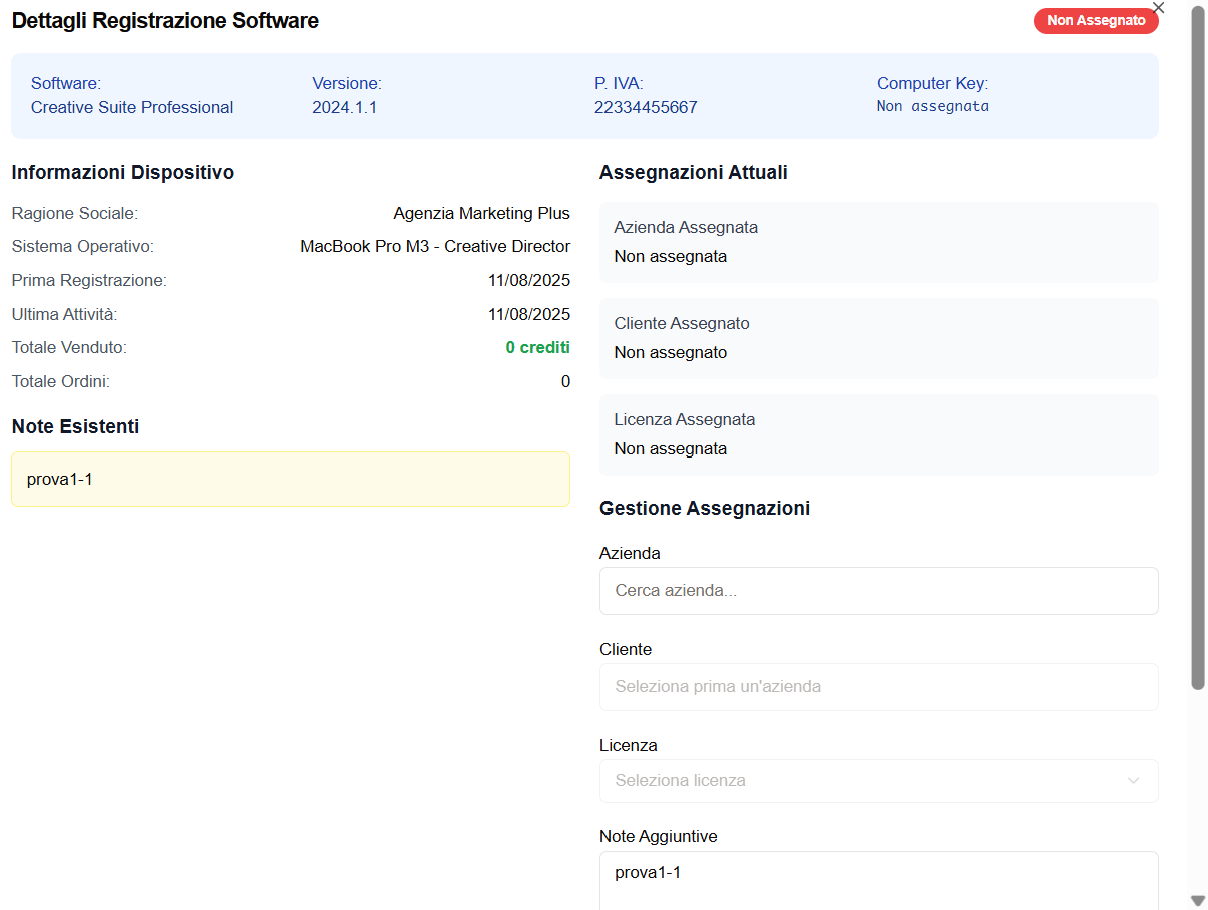 Dettagli Registrazione Software
Non Assegnato
Software:
Creative Suite Professional
Versione:
2024.1.1
P. IVA:
22334455667
Computer Key:
Non assegnata
Informazioni Dispositivo
Ragione Sociale: Agenzia Marketing Plus
Sistema Operativo: MacBook Pro M3 - Creative Director
Prima Registrazione: 11/08/2025
Ultima Attività: 11/08/2025
Totale Venduto: 0 crediti
Totale Ordini: 0
Note Esistenti
prova1-1
Assegnazioni Attuali
Azienda Assegnata
Non assegnata
Cliente Assegnato
Non assegnato
Licenza Assegnata
Non assegnata
Gestione Assegnazioni
Azienda
Cerca azienda...
Cliente
Seleziona prima un'azienda
Licenza
Seleziona licenza
Note Aggiuntive
prova1-1